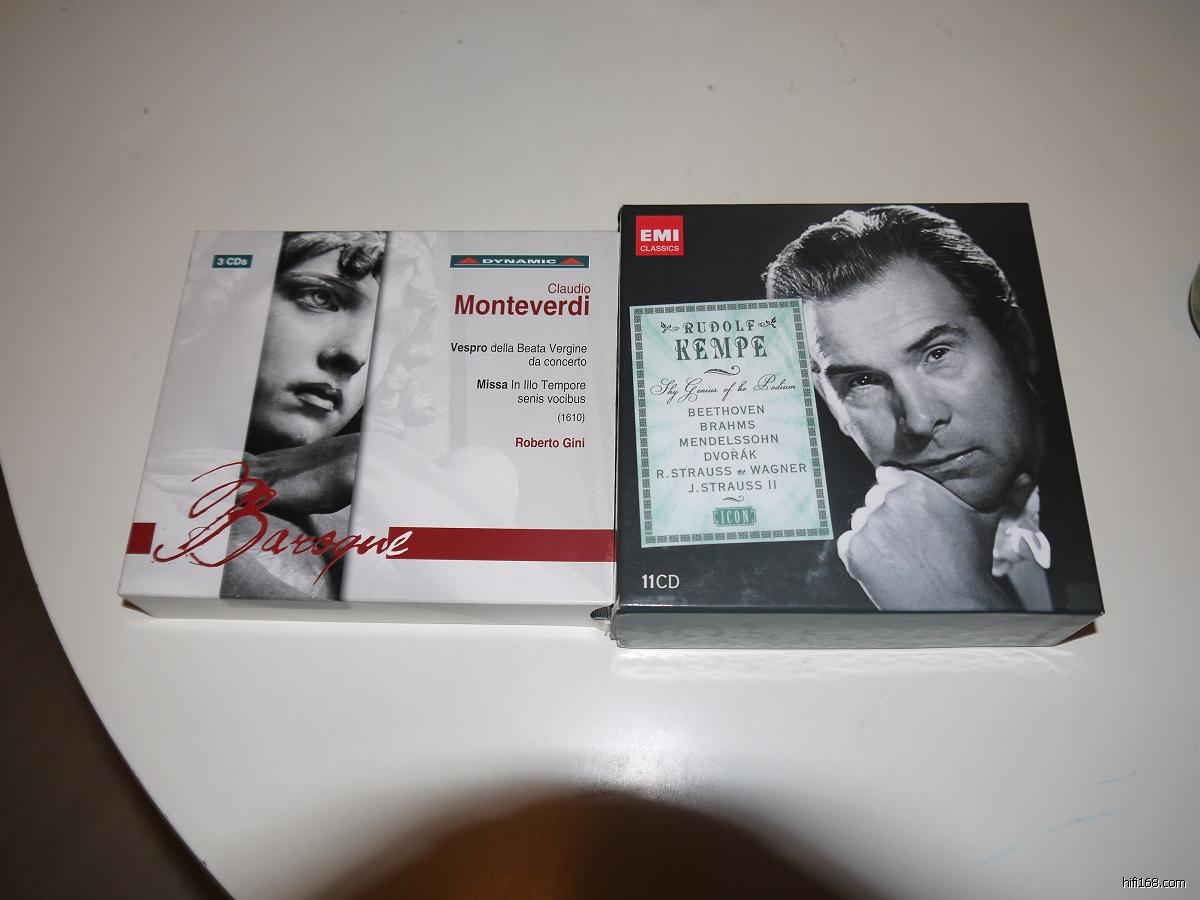 3 CDs
DYNAMIC
Claudio
Monteverdi
Vespro della Beata Vergine
da concerto
Missa In Illo Tempore
senis vocibus
(1610)
Roberto Gini
Baroque
EMI
CLASSICS
RUDOLF
KEMPE
Shy Genius of the Podium
BEETHOVEN
BRAHMS
MENDELSSOHN
DVOŘÁK
R.STRAUSS WAGNER
J.STRAUSS II
ICON
11CD
hifi168.com